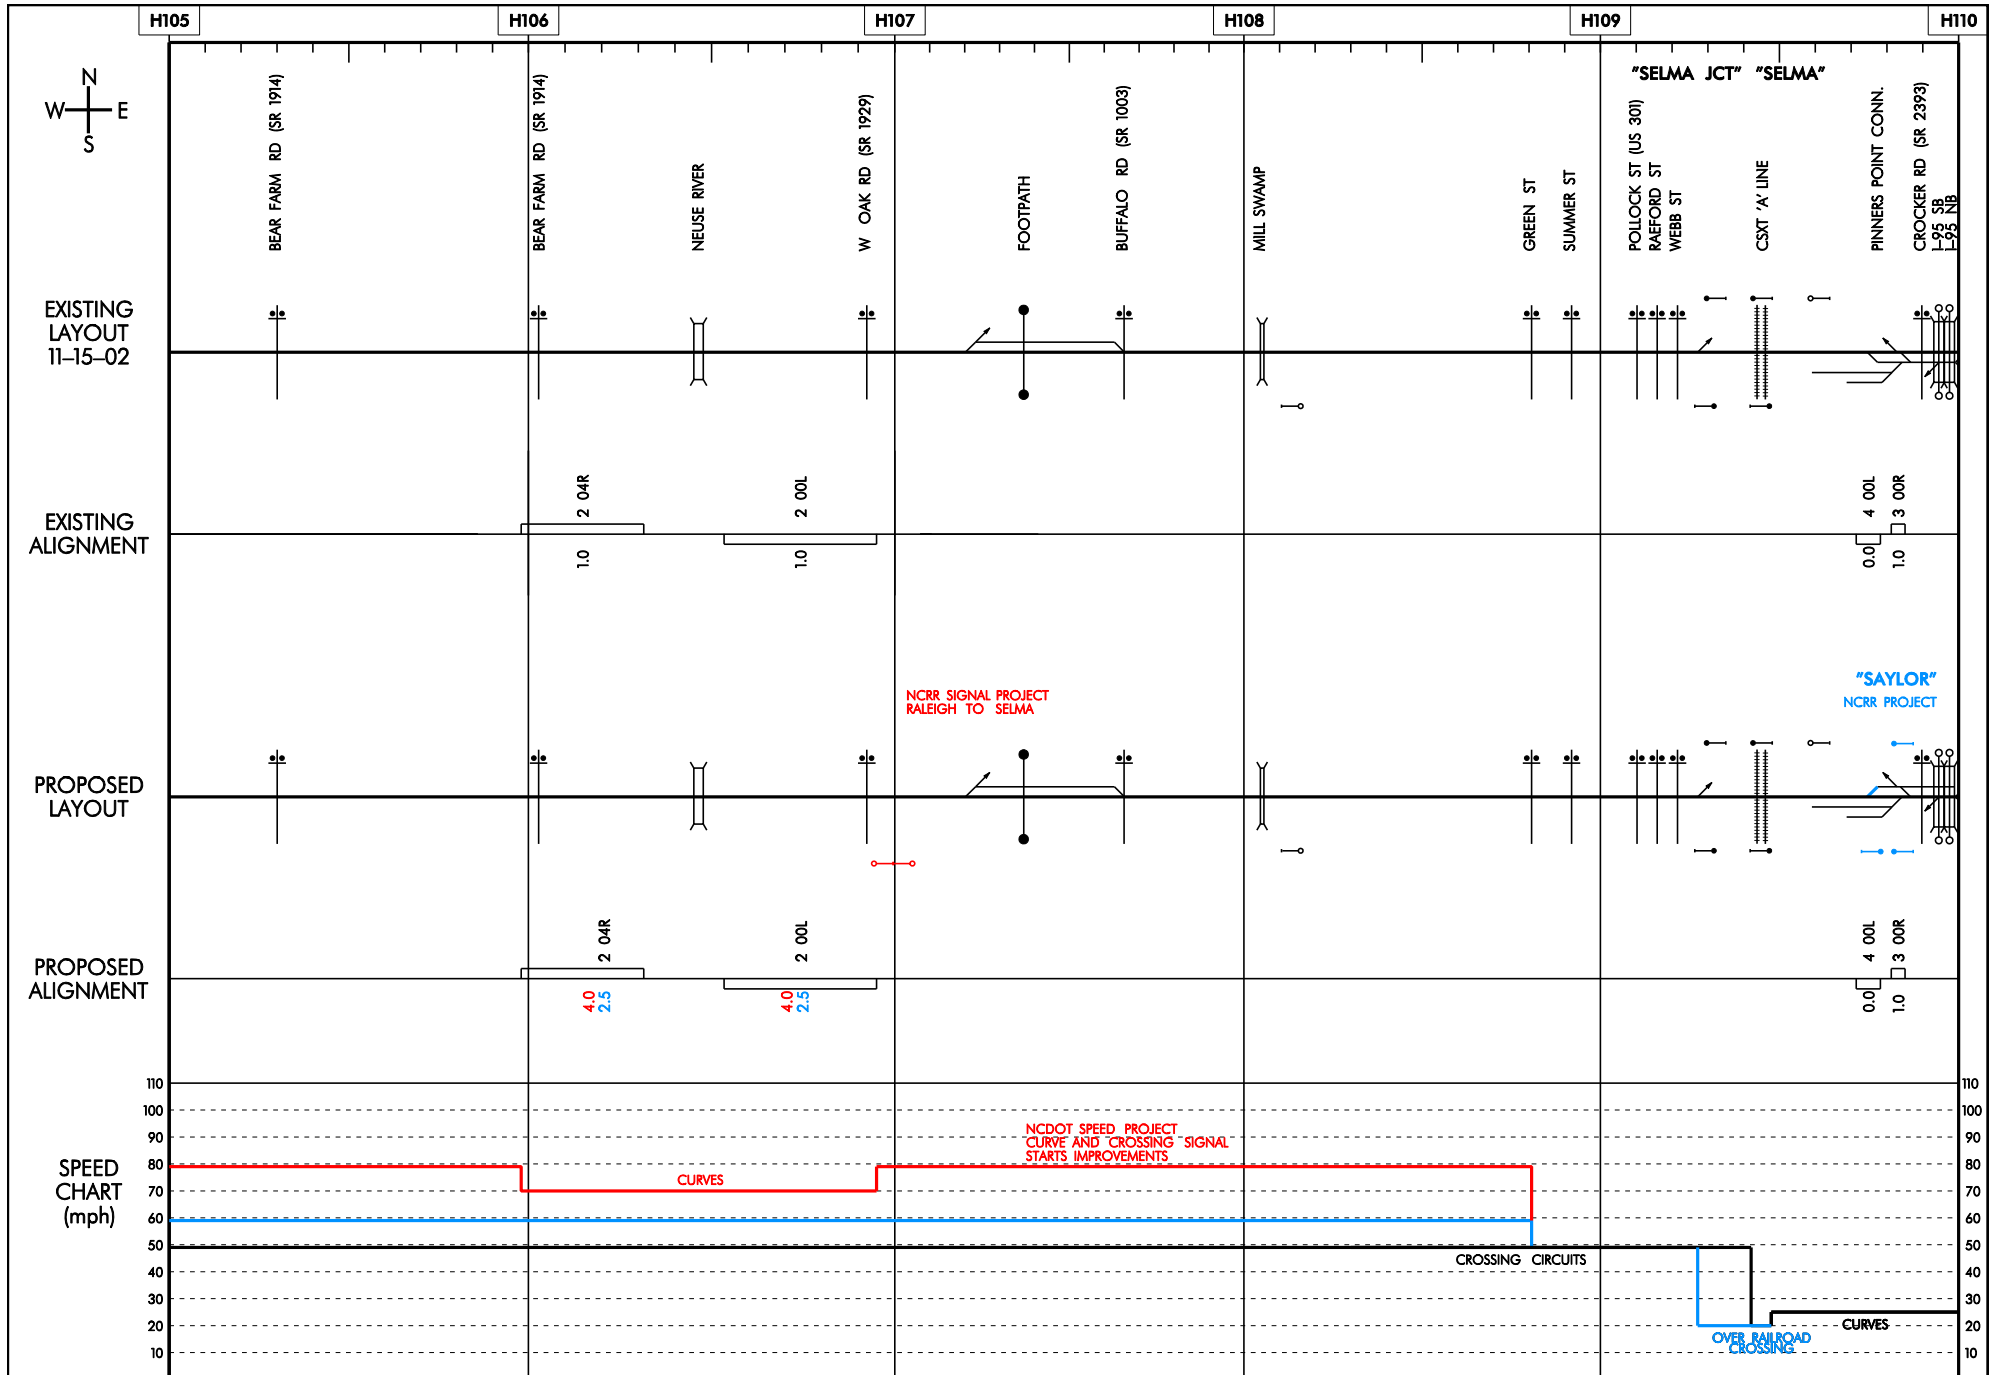 H105 H106 H107 H108 H109 H110
N
W E
S
"SELMA JCT" "SELMA"
BEAR FARM RD (SR 1914)
BEAR FARM RD (SR 1914)
NEUSE RIVER
W OAK RD (SR 1929)
FOOTPATH
BUFFALO RD (SR 1003)
MILL SWAMP
GREEN ST
SUMMER ST
POLLOCK ST (US 301)
RAEFORD ST
WEBB ST
CSXT 'A' LINE
PINNERS POINT CONN.
CROCKER RD (SR 2393)
I-95 SB
I-95 NB
EXISTING
LAYOUT
11-15-02
EXISTING
ALIGNMENT
2 04R
1.0
2 00L
1.0
4 00L
0.0
3 00R
1.0
"SAYLOR"
NCRR PROJECT
NCRR SIGNAL PROJECT
RALEIGH TO SELMA
PROPOSED
LAYOUT
PROPOSED
ALIGNMENT
2 04R
4.0
2.5
2 00L
4.0
2.5
4 00L
0.0
3 00R
1.0
SPEED
CHART
(mph)
110 110
100 100
90 90
80 80
70 70
60 60
50 50
40 40
30 30
20 20
10 10
NCDOT SPEED PROJECT
CURVE AND CROSSING SIGNAL
STARTS IMPROVEMENTS
CURVES
CROSSING CIRCUITS
CURVES
OVER RAILROAD
CROSSING